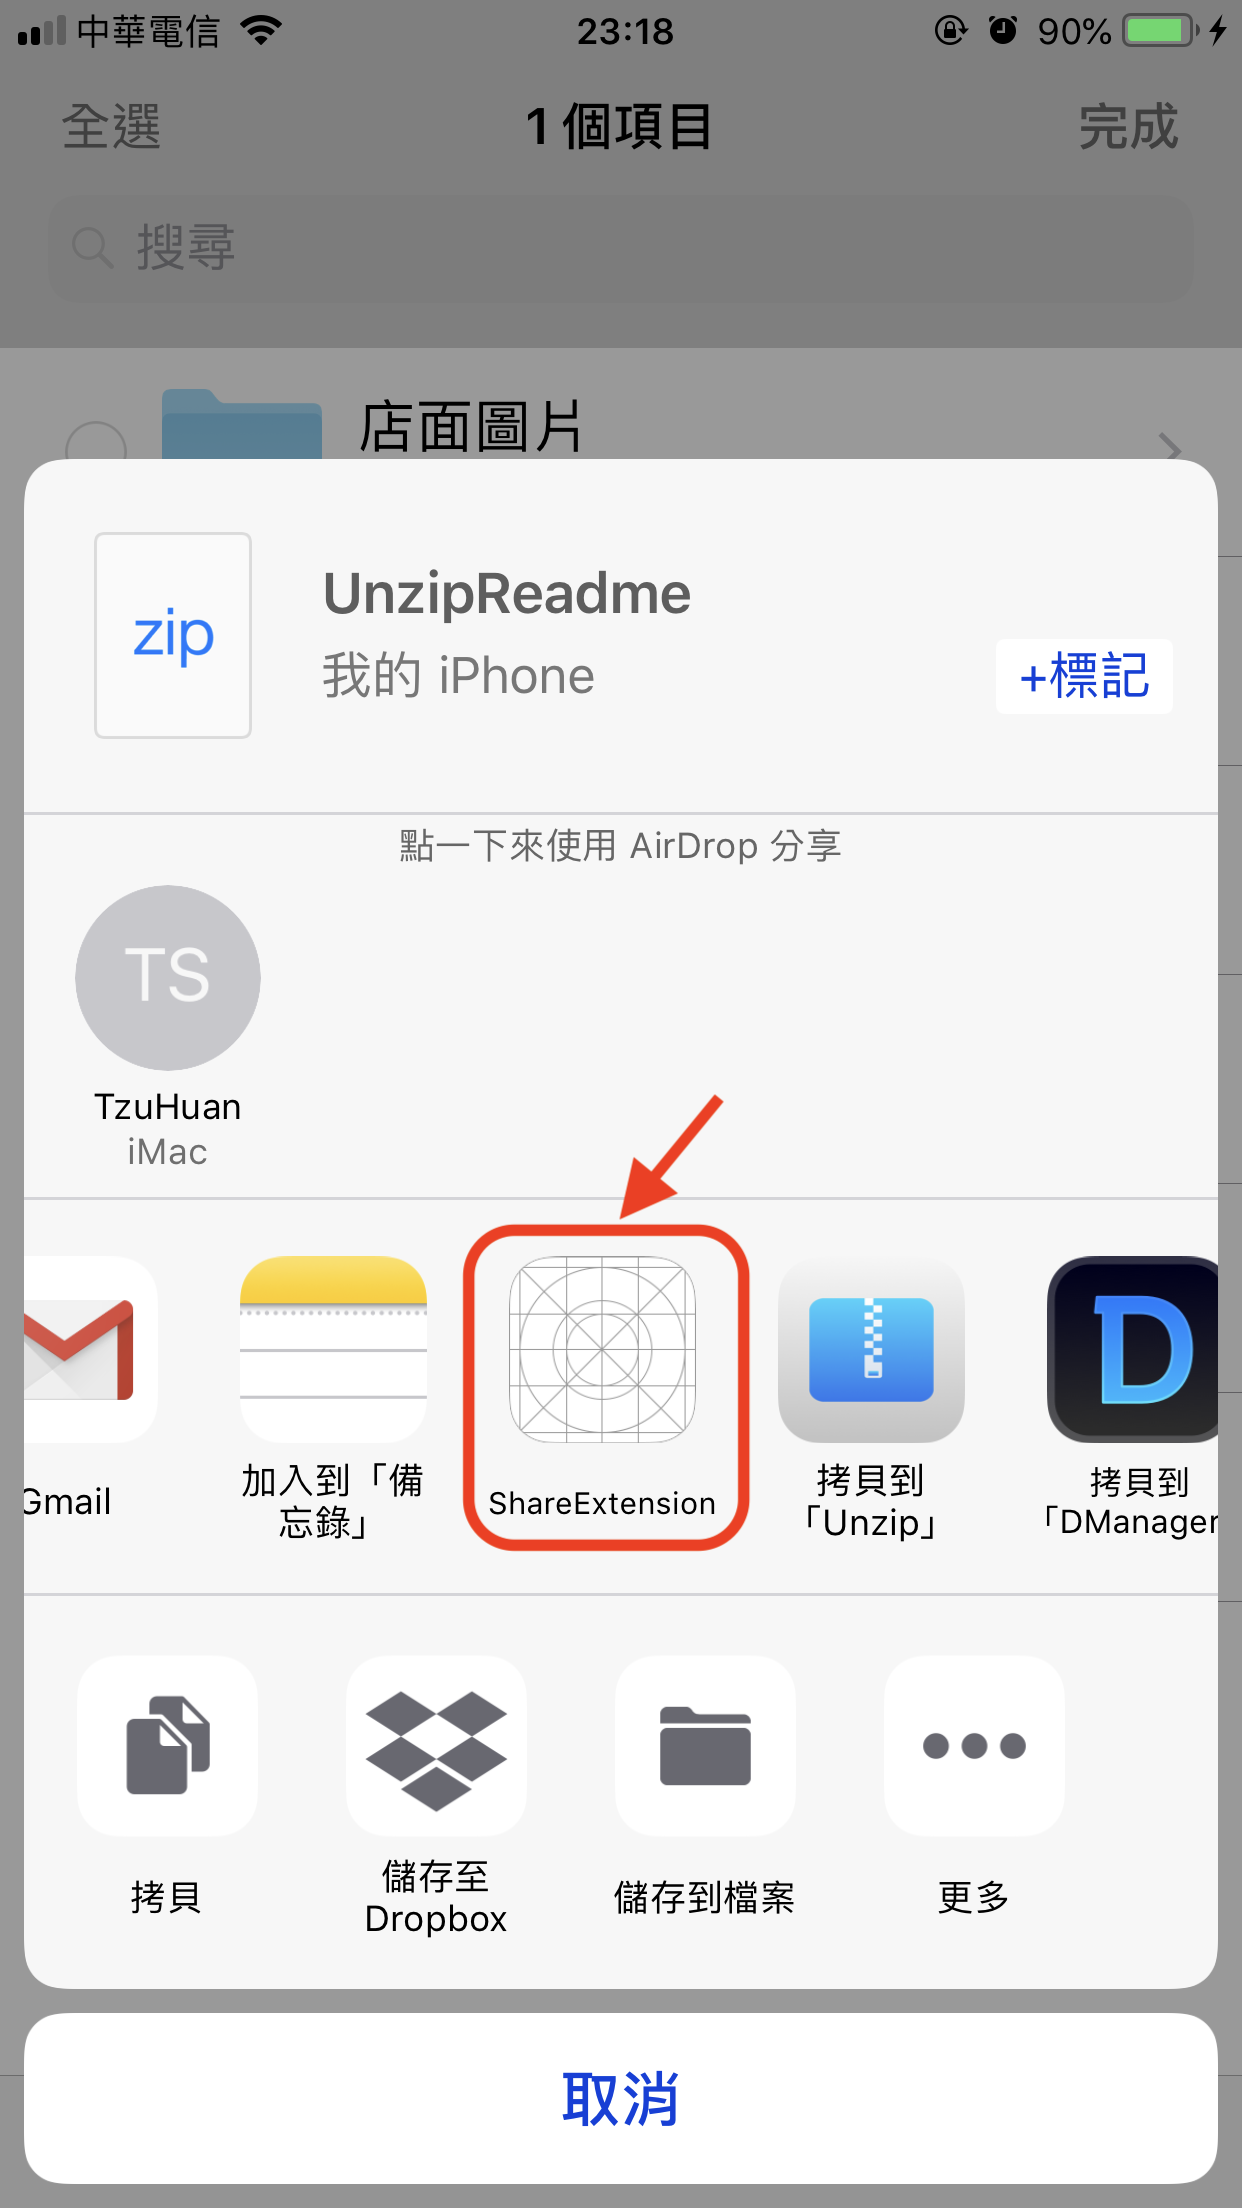 中華電信
23:18
90%
全選
1 個項目
完成
搜尋
店面圖片
zip
UnzipReadme
我的 iPhone
+標記
點一下來使用 AirDrop 分享
TS
TzuHuan
iMac
Gmail
加入到「備
忘錄」
ShareExtension
拷貝到
「Unzip」
D
拷貝到
「DManager
拷貝
儲存至
Dropbox
儲存到檔案
更多
取消